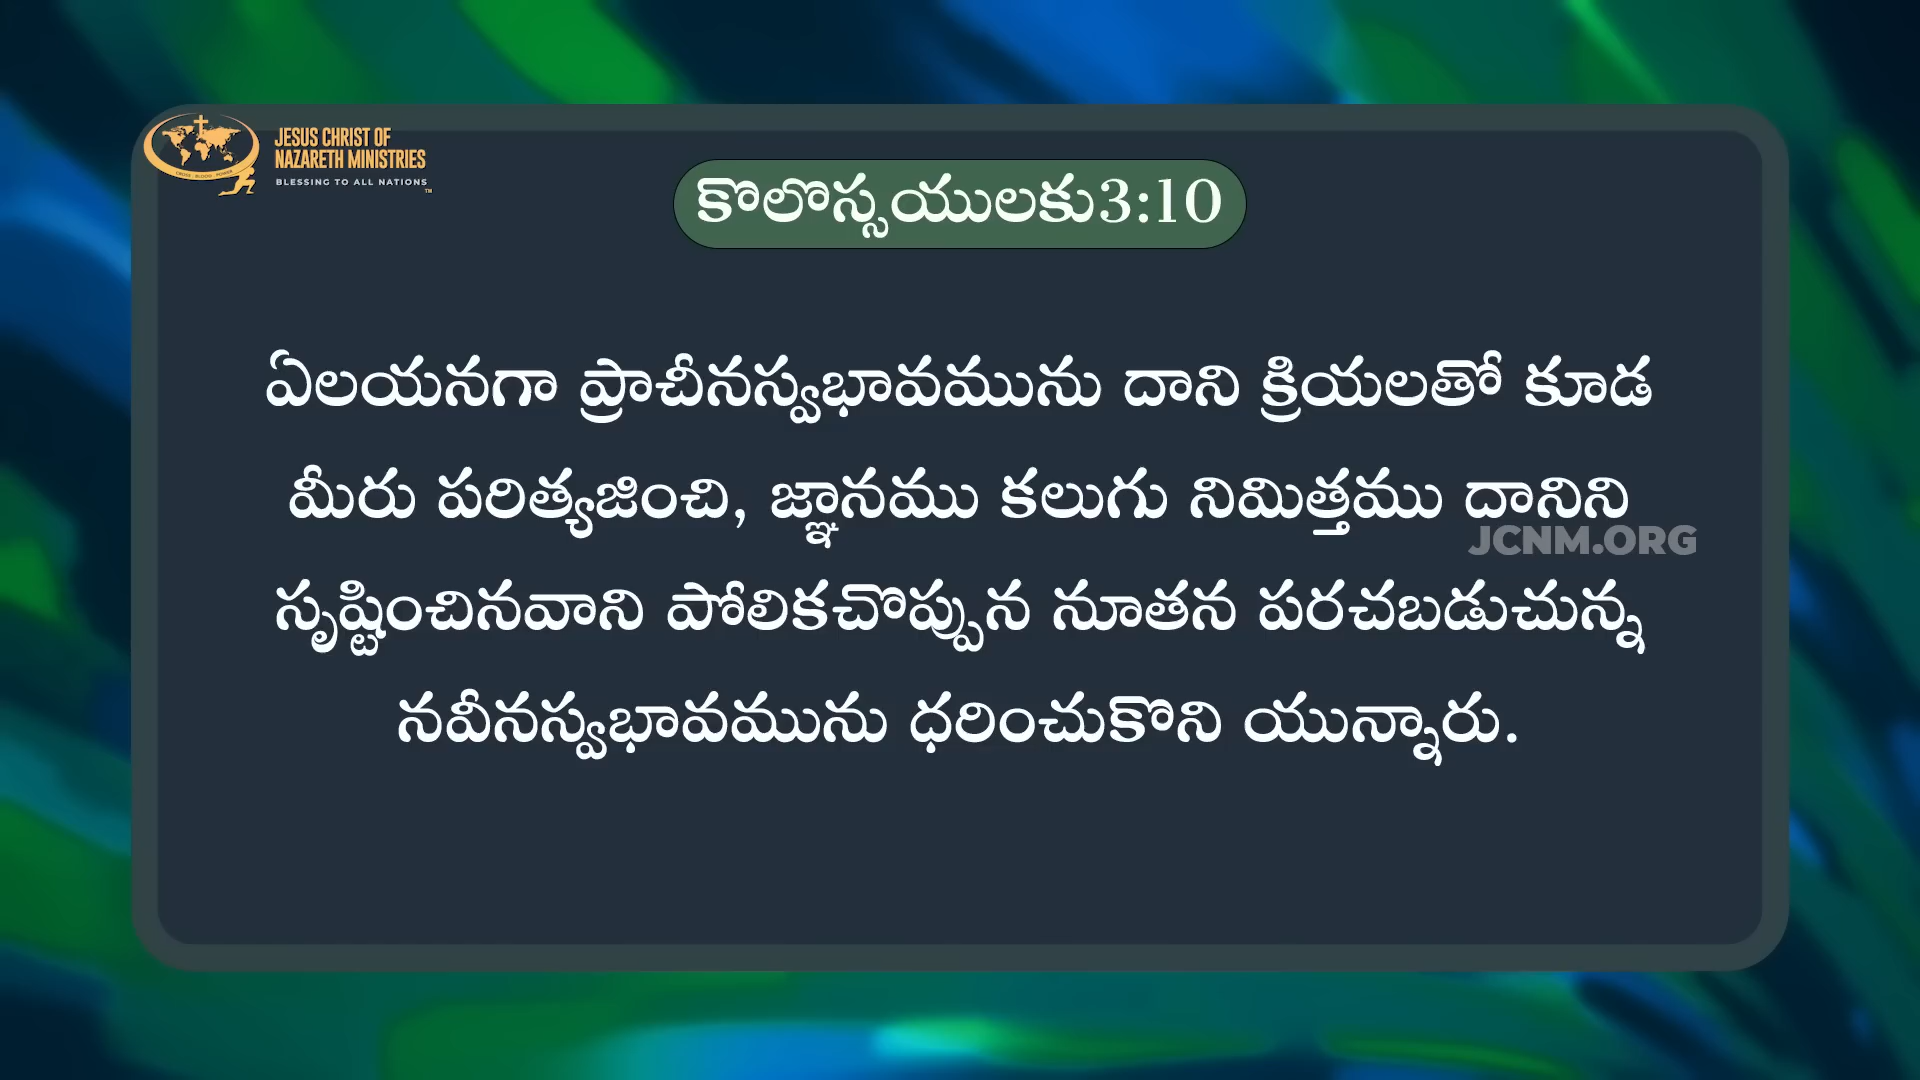 JESUS CHRIST OF
NAZARETH MINISTRIES
BLESSING TO ALL NATIONS
కొలొస్సయులకు3:10
ఏలయనగా ప్రాచీనస్వభావమును దాని క్రియలతో కూడ
మీరు పరిత్యజించి, జ్ఞానము కలుగు నిమిత్తము దానిని
JCNM.ORG
సృష్టించినవాని పోలికచొప్పున నూతన పరచబడుచున్న
నవీనస్వభావమును ధరించుకొని యున్నారు.